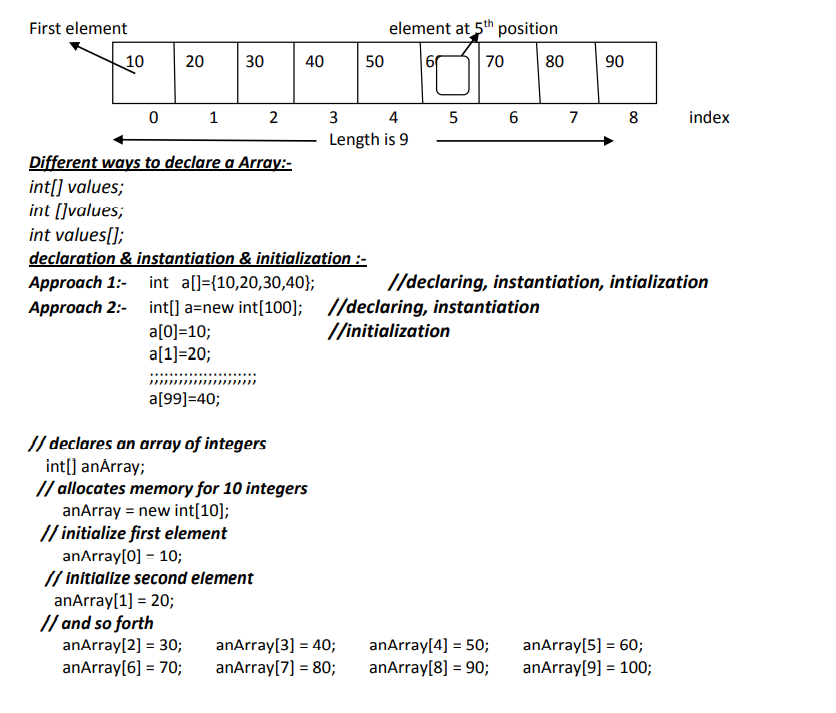 First element element at 5th position
10 20 30 40 50 70 80 90
0 1 2 3 4 5 6 7 8 index
Length is 9
Different ways to declare a Array:-
int[] values;
int []values;
int values[];
declaration & instantiation & initialization :-
Approach 1:- int a[]={10,20,30,40}; //declaring, instantiation, intialization
Approach 2:- int[] a=new int[100]; //declaring, instantiation
a[0]=10; //initialization
a[1]=20;
;;;;;;;;;;;;;;;;;;;;;;
a[99]=40;
// declares an array of integers
int[] anArray;
// allocates memory for 10 integers
anArray = new int[10];
// initialize first element
anArray[0] = 10;
// initialize second element
anArray[1] = 20;
// and so forth
anArray[2] = 30; anArray[3] = 40; anArray[4] = 50; anArray[5] = 60;
anArray[6] = 70; anArray[7] = 80; anArray[8] = 90; anArray[9] = 100;